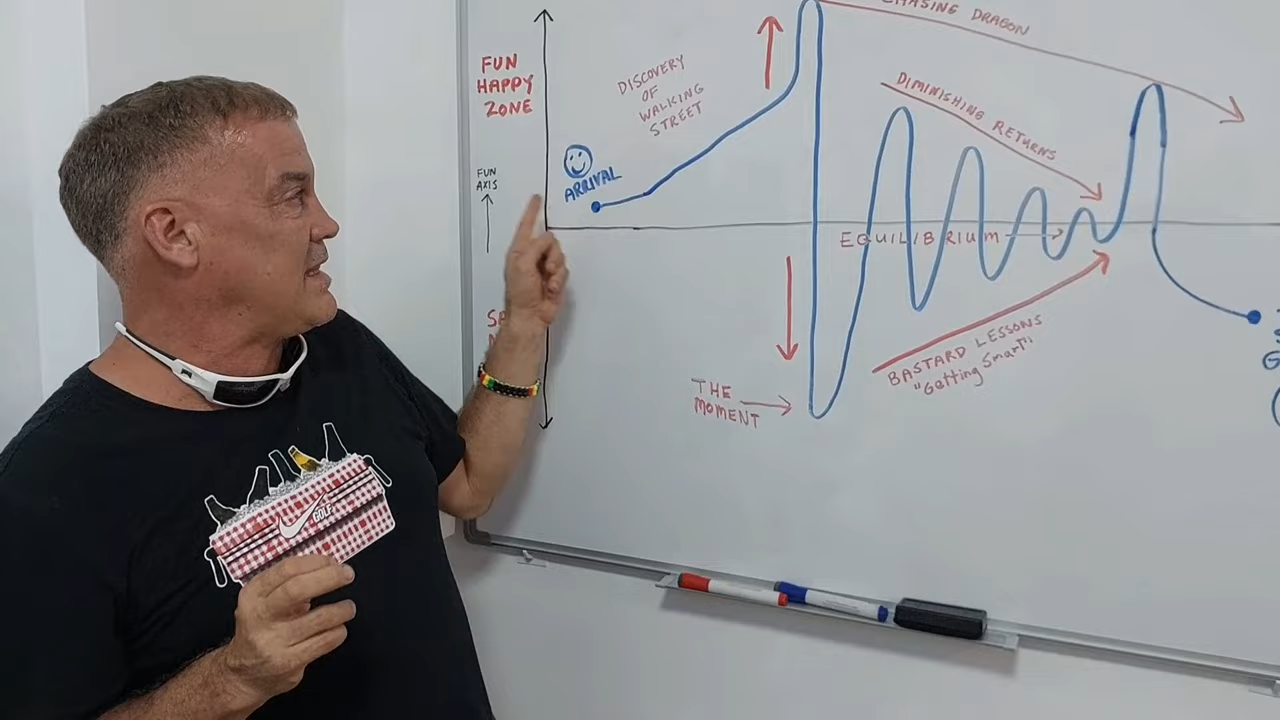 CHASING DRAGON
FUN
HAPPY
ZONE
DISCOVERY
OF
WALKING
STREET
DIMINISHING RETURNS
FUN
AXIS
ARRIVAL
EQUILIBRIUM
BASTARD LESSONS
"Getting Smart"
THE
MOMENT
GOLF